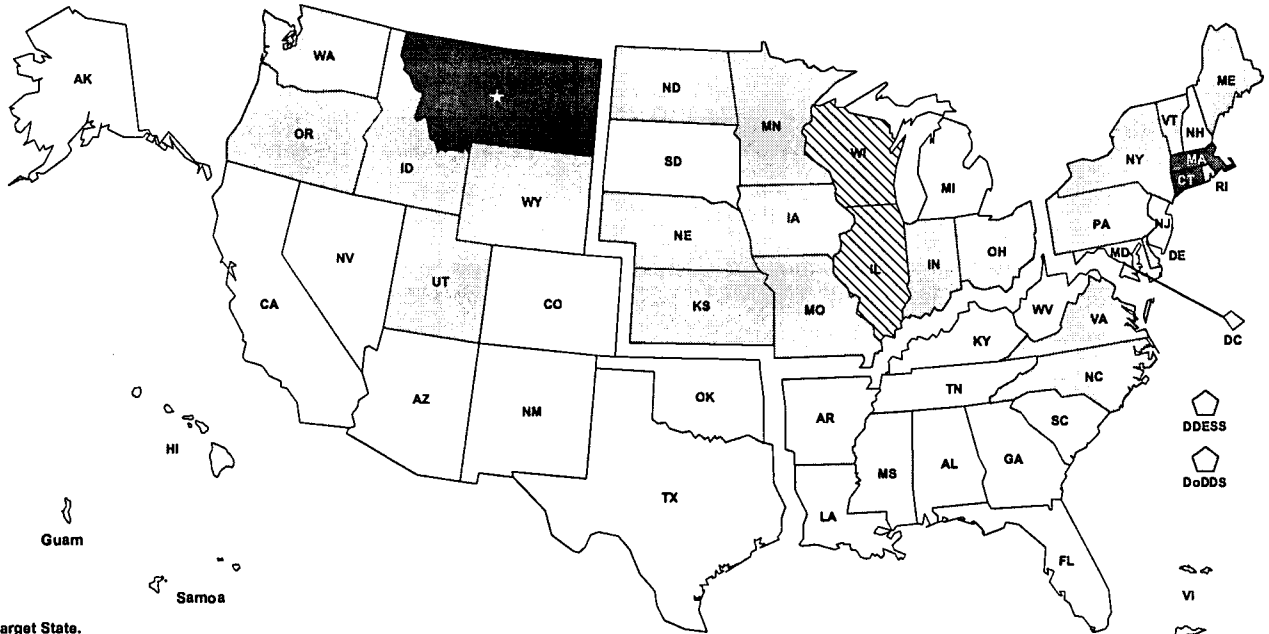 WA
AK
ME
ND
MN
VT
NH
OR
NY
MA
WI
CT
RI
ID
SD
MI
WY
PA
NJ
IA
NE
OH
MD
DE
NV
IN
IL
UT
CA
CO
WV
KS
MO
VA
KY
DC
NC
TN
AZ
OK
NM
AR
SC
DDESS
HI
GA
AL
MS
DoDDS
TX
LA
Guam
FL
VI
Samoa
arget State.